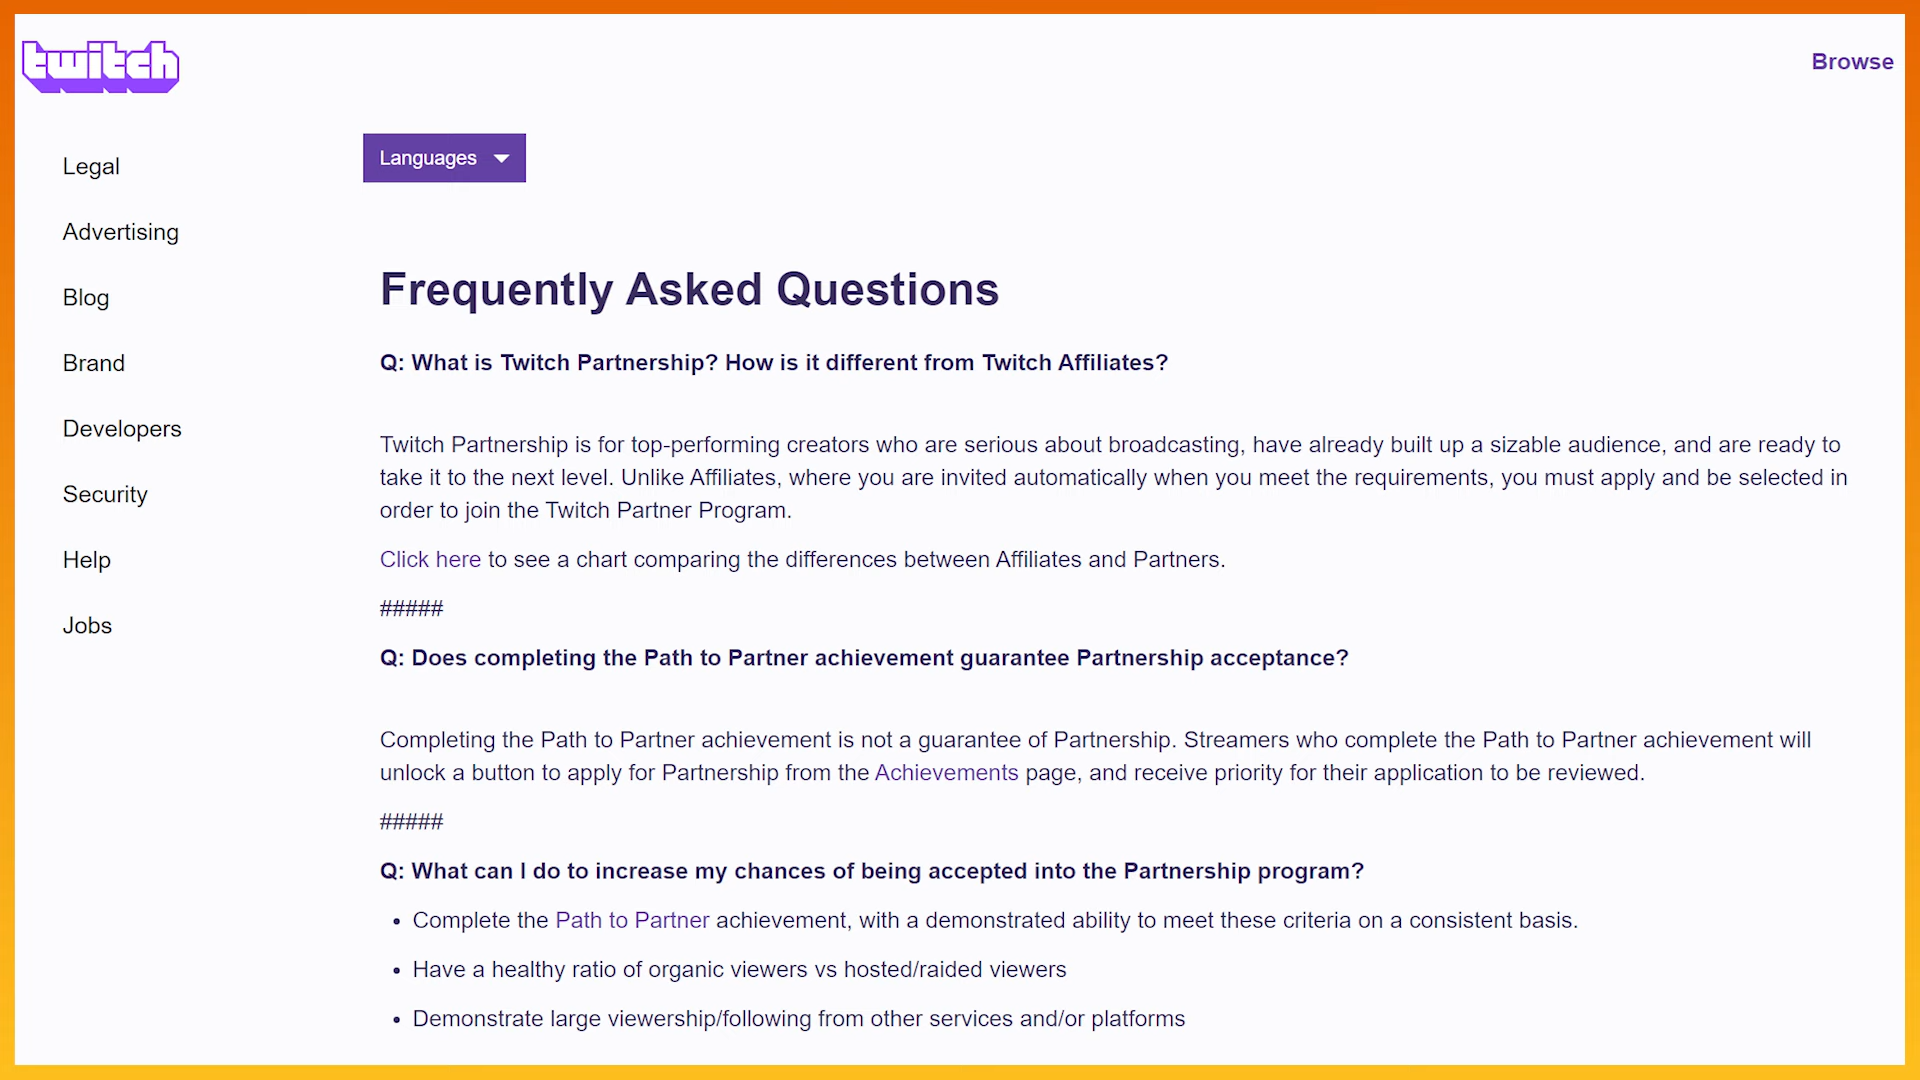 twitch
Browse
Legal
Advertising
Blog
Brand
Developers
Security
Help
Jobs
Languages
Frequently Asked Questions
Q: What is Twitch Partnership? How is it different from Twitch Affiliates?
Twitch Partnership is for top-performing creators who are serious about broadcasting, have already built up a sizable audience, and are ready to
take it to the next level. Unlike Affiliates, where you are invited automatically when you meet the requirements, you must apply and be selected in
order to join the Twitch Partner Program.
Click here to see a chart comparing the differences between Affiliates and Partners.
#####
Q: Does completing the Path to Partner achievement guarantee Partnership acceptance?
Completing the Path to Partner achievement is not a guarantee of Partnership. Streamers who complete the Path to Partner achievement will
unlock a button to apply for Partnership from the Achievements page, and receive priority for their application to be reviewed.
#####
Q: What can I do to increase my chances of being accepted into the Partnership program?
• Complete the Path to Partner achievement, with a demonstrated ability to meet these criteria on a consistent basis.
• Have a healthy ratio of organic viewers vs hosted/raided viewers
• Demonstrate large viewership/following from other services and/or platforms